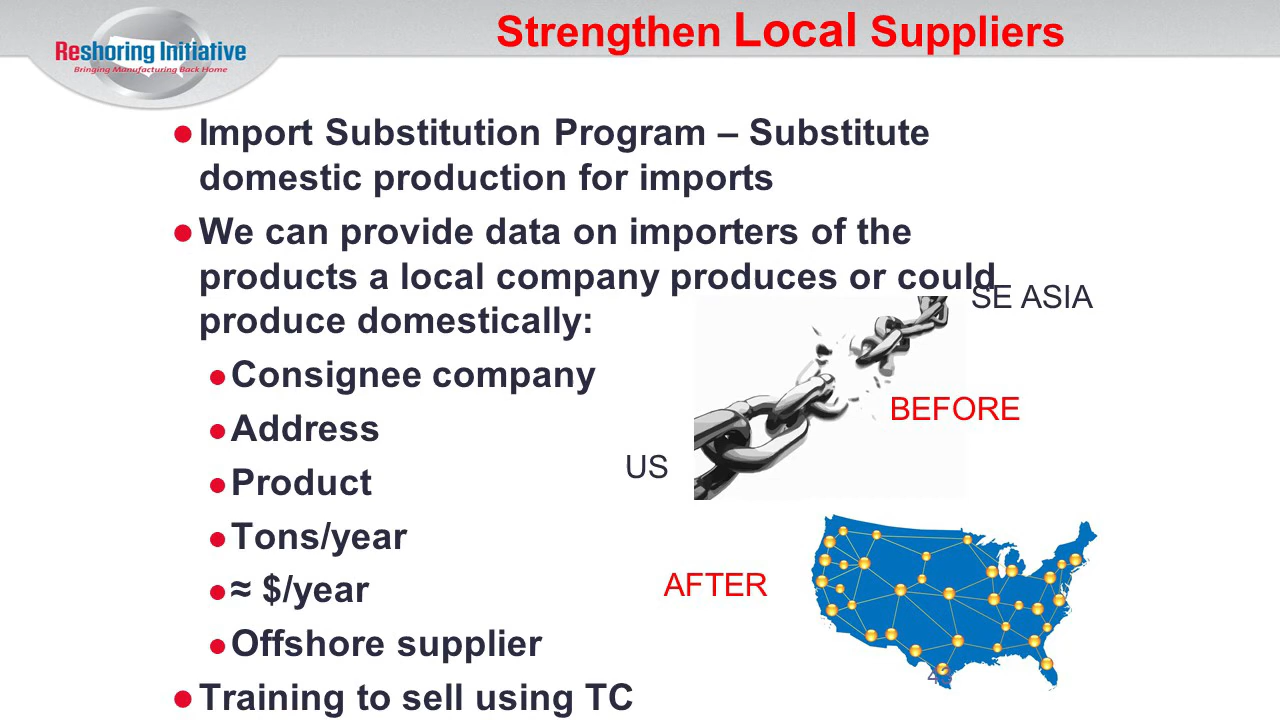 Strengthen Local Suppliers
Reshoring Initiative
Bringing Manufacturing Back Home
● Import Substitution Program – Substitute
domestic production for imports
● We can provide data on importers of the
products a local company produces or could
produce domestically:
● Consignee company
● Address
● Product
● Tons/year
● ≈ $/year
● Offshore supplier
● Training to sell using TC
SE ASIA
BEFORE
US
AFTER